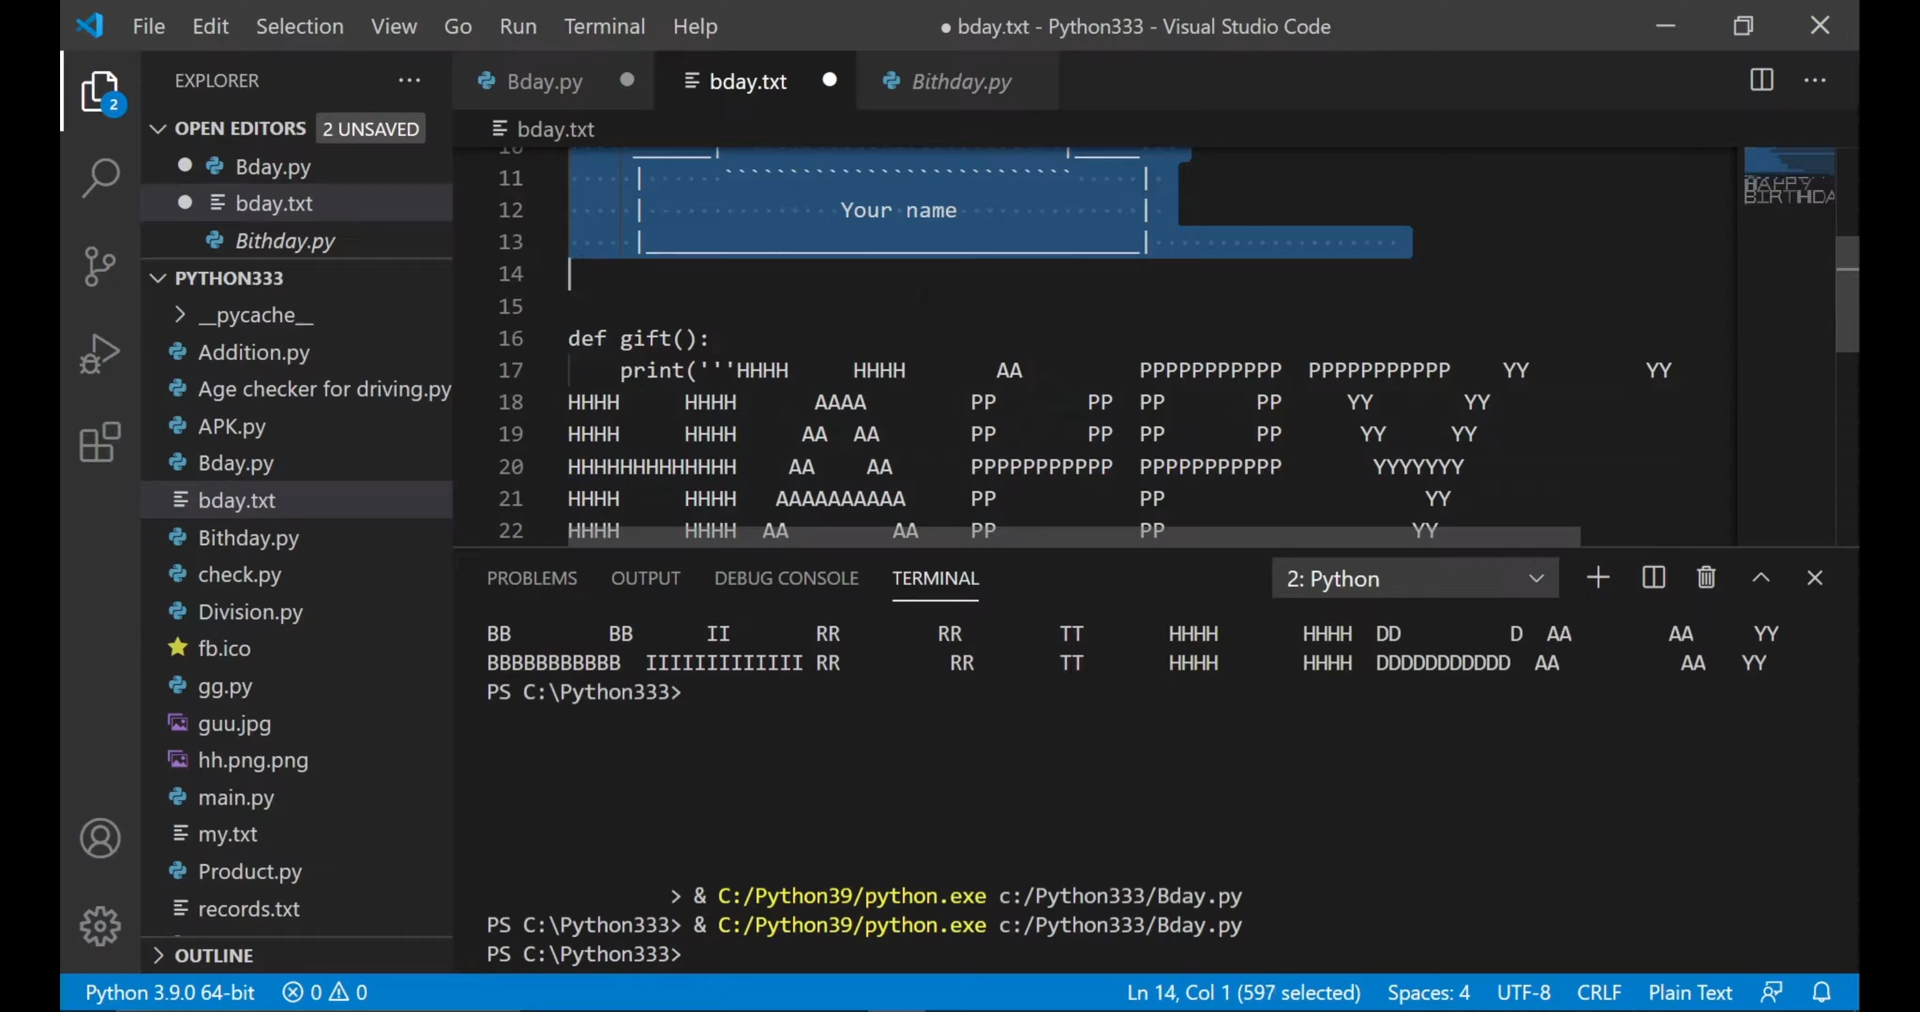 File Edit Selection View Go Run Terminal Help ● bday.txt - Python333 - Visual Studio Code
EXPLORER ...
Bday.py bday.txt Bithday.py ...
2
OPEN EDITORS 2 UNSAVED
bday.txt
Bday.py
bday.txt
Bithday.py
PYTHON333
__pycache__
Addition.py
Age checker for driving.py
APK.py
Bday.py
bday.txt
Bithday.py
check.py
Division.py
fb.ico
gg.py
guu.jpg
hh.png.png
main.py
my.txt
Product.py
records.txt
OUTLINE
10 ______| |_____
11 | ``````````````````````````` |
12 | Your name |
13 |______________________________________|
14
15
16 def gift():
17 print('''HHHH     HHHH       AA         PPPPPPPPPPP  PPPPPPPPPPP    YY         YY
18 HHHH     HHHH      AAAA        PP       PP  PP       PP     YY       YY
19 HHHH     HHHH     AA  AA       PP       PP  PP       PP      YY     YY
20 HHHHHHHHHHHHH    AA    AA      PPPPPPPPPPP  PPPPPPPPPPP       YYYYYYY
21 HHHH     HHHH   AAAAAAAAAA     PP           PP                    YY
22 HHHH     HHHH  AA        AA    PP           PP                   YY
HAPPY
BIRTHDA
PROBLEMS OUTPUT DEBUG CONSOLE TERMINAL 2: Python
BB        BB      II       RR        RR        TT       HHHH       HHHH  DD         D  AA        AA     YY
BBBBBBBBBBB  IIIIIIIIIIIII RR         RR       TT       HHHH       HHHH  DDDDDDDDDDD  AA          AA   YY
PS C:\Python333>
> & C:/Python39/python.exe c:/Python333/Bday.py
PS C:\Python333> & C:/Python39/python.exe c:/Python333/Bday.py
PS C:\Python333>
Python 3.9.0 64-bit 0 0 Ln 14, Col 1 (597 selected) Spaces: 4 UTF-8 CRLF Plain Text